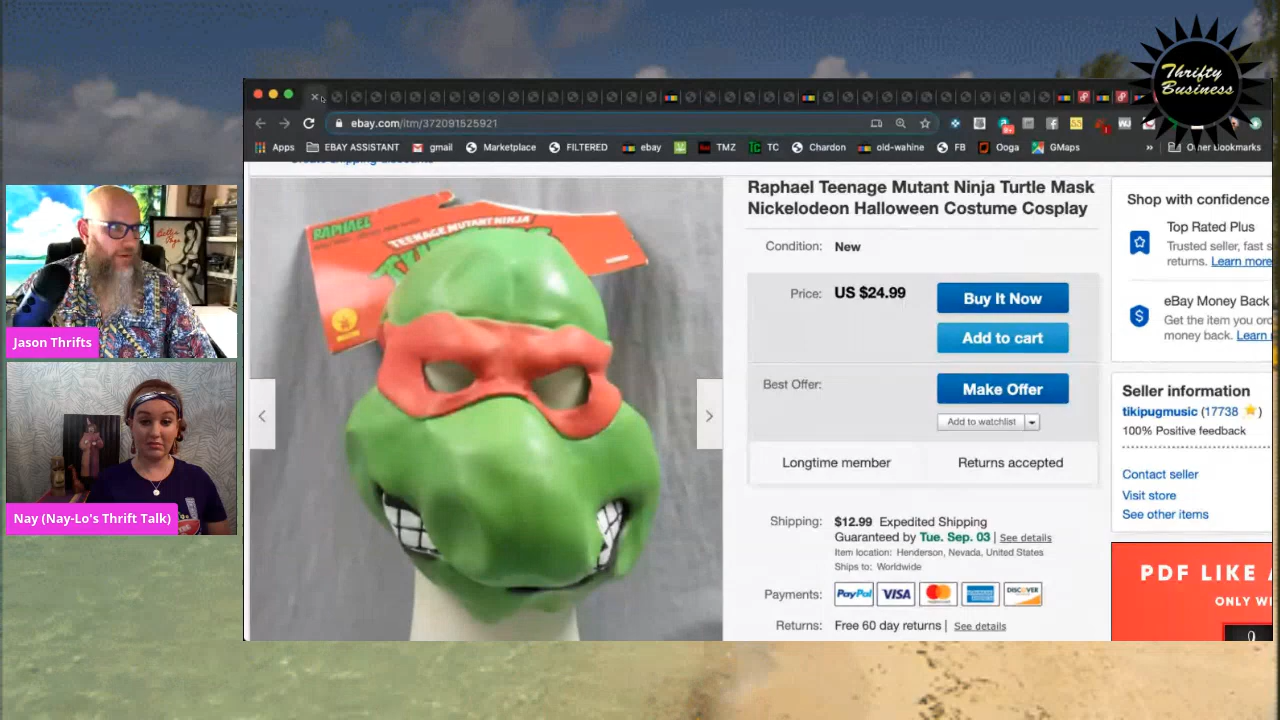 Thrifty
Business
ebay.com/itm/372091525921
Apps
EBAY ASSISTANT
gmail
Marketplace
FILTERED
ebay
TMZ
TC
Chardon
old-wahine
FB
Ooga
GMaps
»
Other Bookmarks
RAPHAEL
TEENAGE MUTANT NINJA
Raphael Teenage Mutant Ninja Turtle Mask
Nickelodeon Halloween Costume Cosplay
Condition: New
Price: US $24.99
Buy It Now
Add to cart
Best Offer:
Make Offer
Add to watchlist
Longtime member
Returns accepted
Shipping: $12.99 Expedited Shipping
Guaranteed by Tue. Sep. 03 | See details
Item location: Henderson, Nevada, United States
Ships to: Worldwide
Payments: PayPal VISA MasterCard DISCOVER
Returns: Free 60 day returns | See details
Shop with confidence
Top Rated Plus
Trusted seller, fast s
returns. Learn more
eBay Money Back
Get the item you ord
money back. Learn
Seller information
tikipugmusic (17738 )
100% Positive feedback
Contact seller
Visit store
See other items
PDF LIKE A
ONLY WI
Jason Thrifts
Nay (Nay-Lo's Thrift Talk)